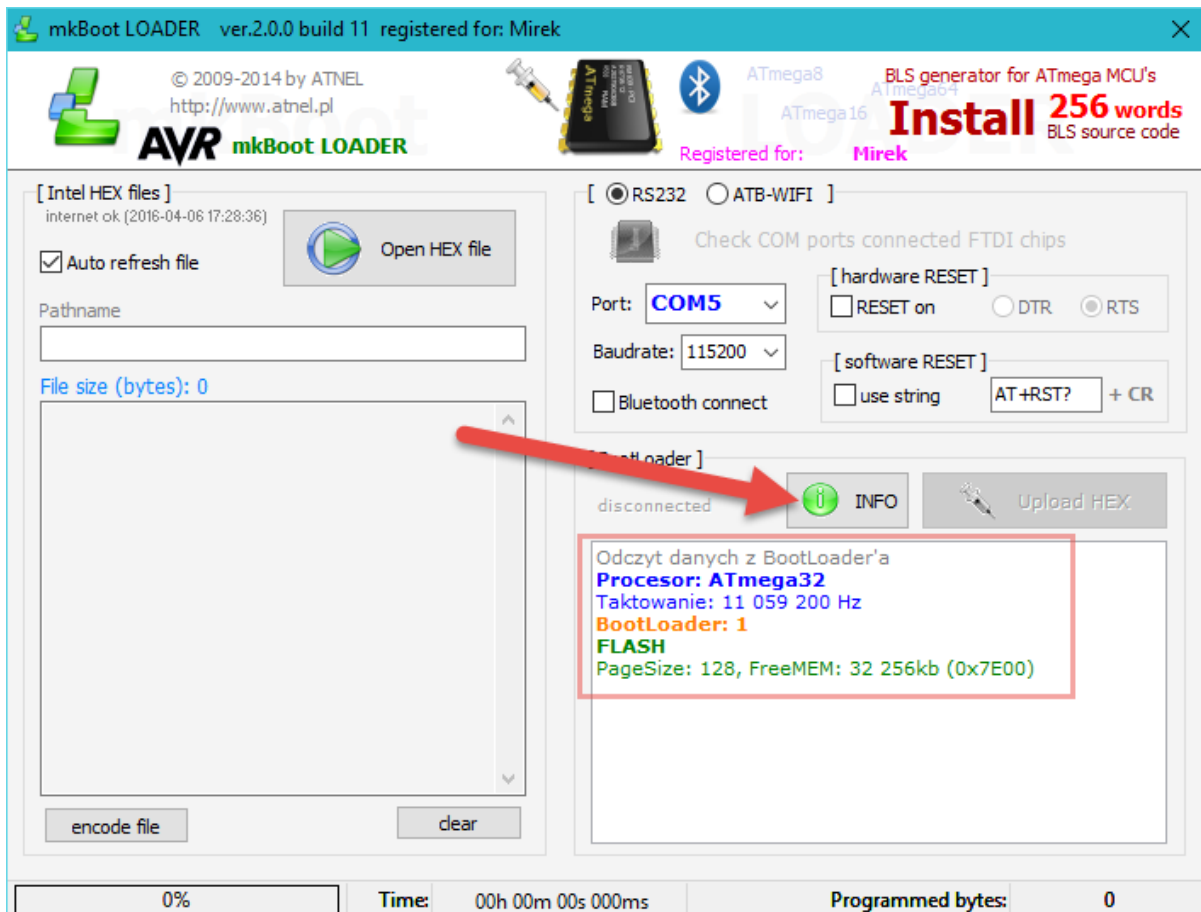 mkBoot LOADER ver.2.0.0 build 11 registered for: Mirek
© 2009-2014 by ATNEL
http://www.atnel.pl
AVR mkBoot LOADER
ATmega
ATmega8
ATmega64
ATmega16
BLS generator for ATmega MCU's
Install 256 words
BLS source code
Registered for: Mirek
[ Intel HEX files ]
internet ok (2016-04-06 17:28:36)
Auto refresh file
Open HEX file
Pathname
File size (bytes): 0
encode file
clear
[ RS232 ATB-WIFI ]
Check COM ports connected FTDI chips
Port: COM5
[ hardware RESET ]
RESET on DTR RTS
Baudrate: 115200
[ software RESET ]
Bluetooth connect
use string AT+RST? + CR
Loader ]
disconnected
INFO
Upload HEX
Odczyt danych z BootLoader'a
Procesor: ATmega32
Taktowanie: 11 059 200 Hz
BootLoader: 1
FLASH
PageSize: 128, FreeMEM: 32 256kb (0x7E00)
0% Time: 00h 00m 00s 000ms Programmed bytes: 0